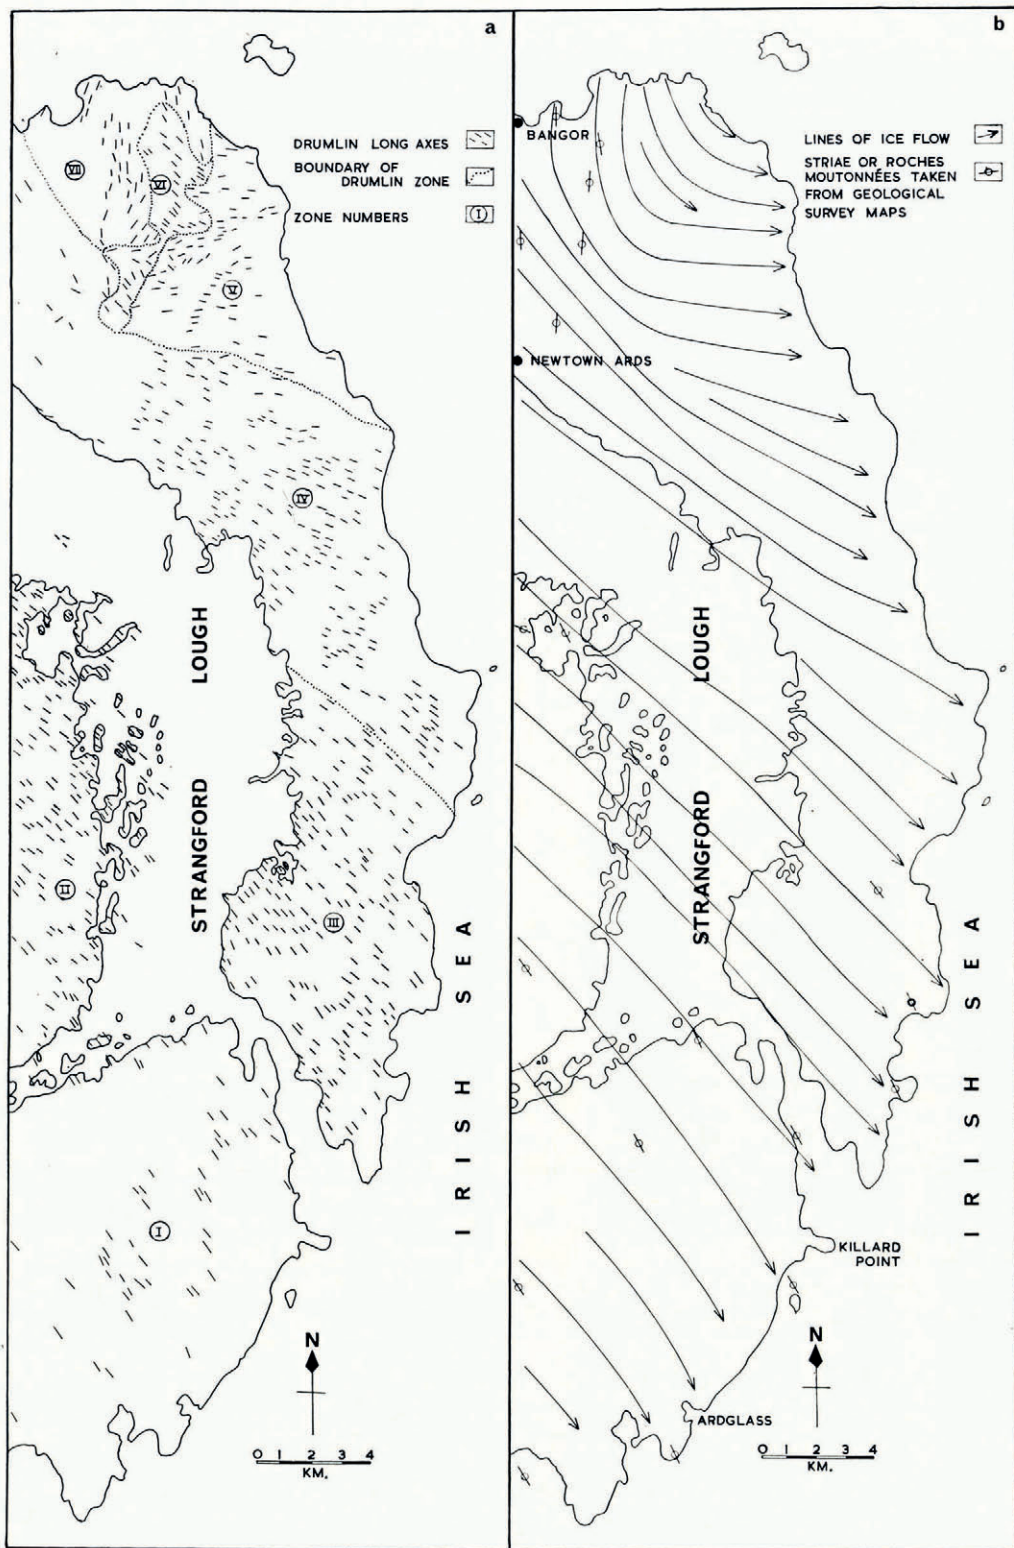 a
DRUMLIN LONG AXES
BOUNDARY OF
DRUMLIN ZONE
ZONE NUMBERS I
VII
VI
V
IV
LOUGH
STRANGFORD
II
III
IRISH SEA
I
N
0 1 2 3 4
KM.
b
BANGOR
LINES OF ICE FLOW
STRIAE OR ROCHES
MOUTONNÉES TAKEN
FROM GEOLOGICAL
SURVEY MAPS
NEWTOWN ARDS
LOUGH
STRANGFORD
IRISH SEA
KILLARD
POINT
N
ARDGLASS
0 1 2 3 4
KM.